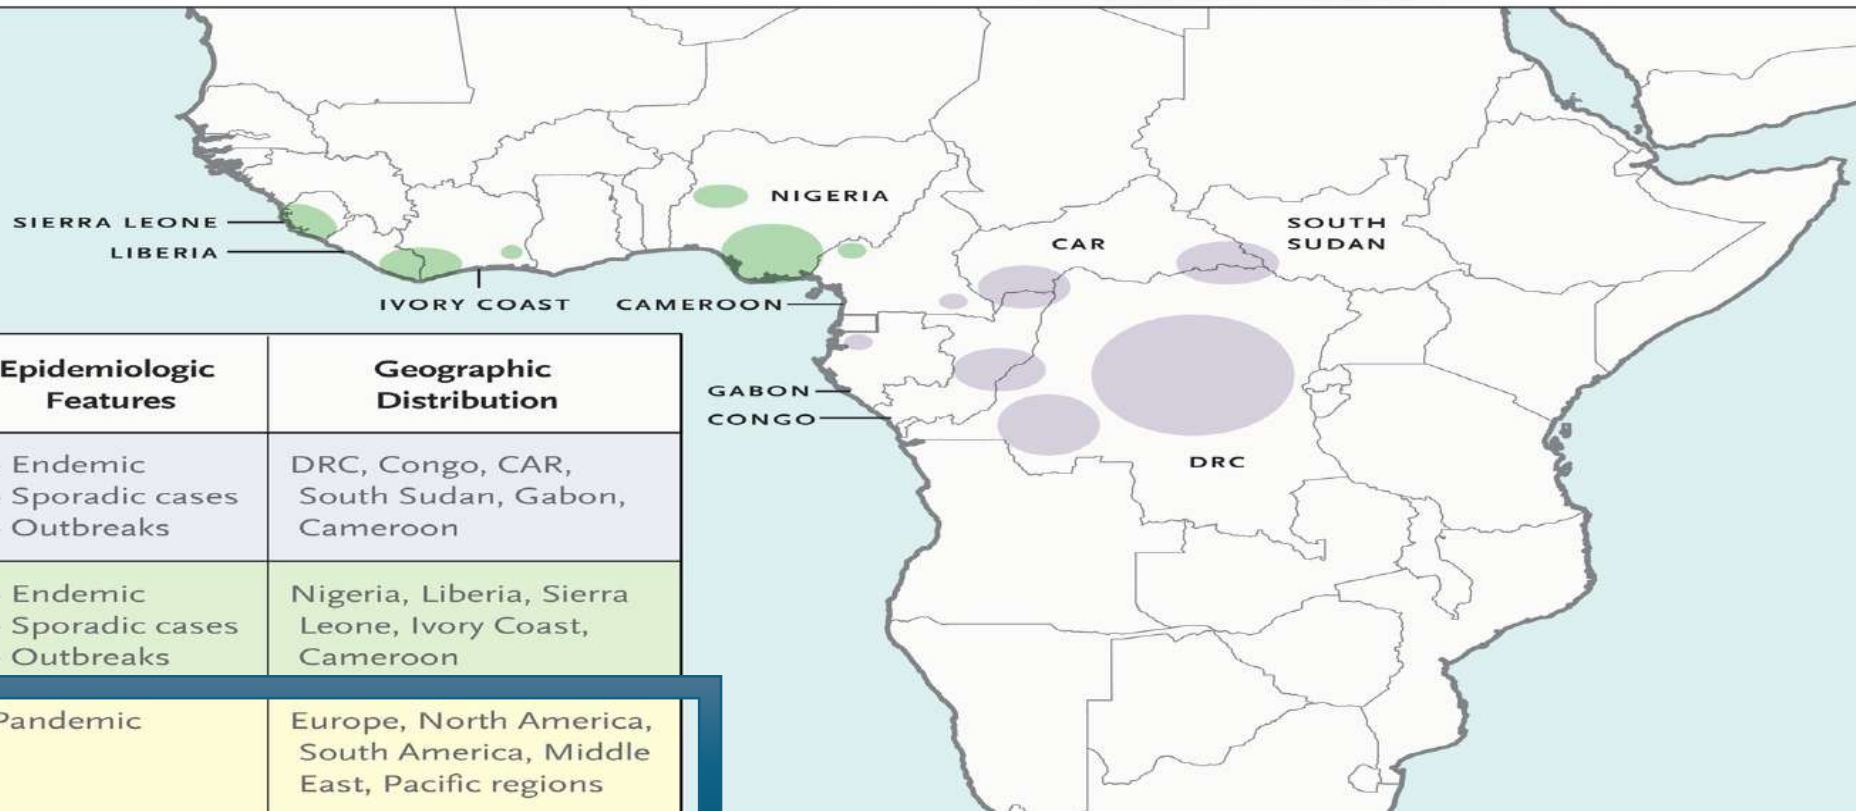 NIGERIA
SOUTH
SUDAN
SIERRA LEONE
CAR
LIBERIA
IVORY COAST
CAMEROON
GABON
CONGO
DRC
Epidemiologic
Features
Geographic
Distribution
Endemic
Sporadic cases
Outbreaks
DRC, Congo, CAR,
South Sudan, Gabon,
Cameroon
Endemic
Sporadic cases
Outbreaks
Nigeria, Liberia, Sierra
Leone, Ivory Coast,
Cameroon
Pandemic
Europe, North America,
South America, Middle
East, Pacific regions